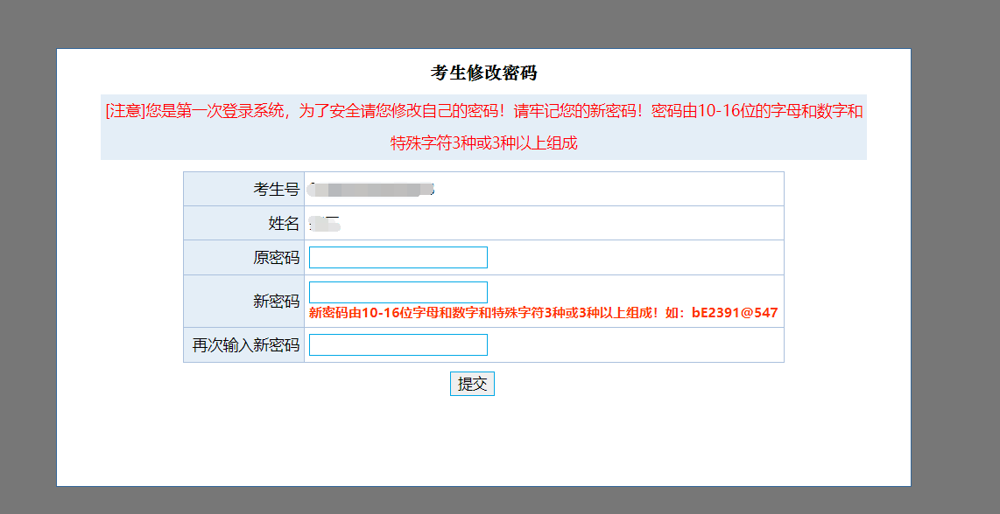 考生修改密码
[注意]您是第一次登录系统，为了安全请您修改自己的密码！请牢记您的新密码！密码由10-16位的字母和数字和
特殊字符3种或3种以上组成
考生号
姓名
原密码
新密码
新密码由10-16位字母和数字和特殊字符3种或3种以上组成！如：bE2391@547
再次输入新密码
提交